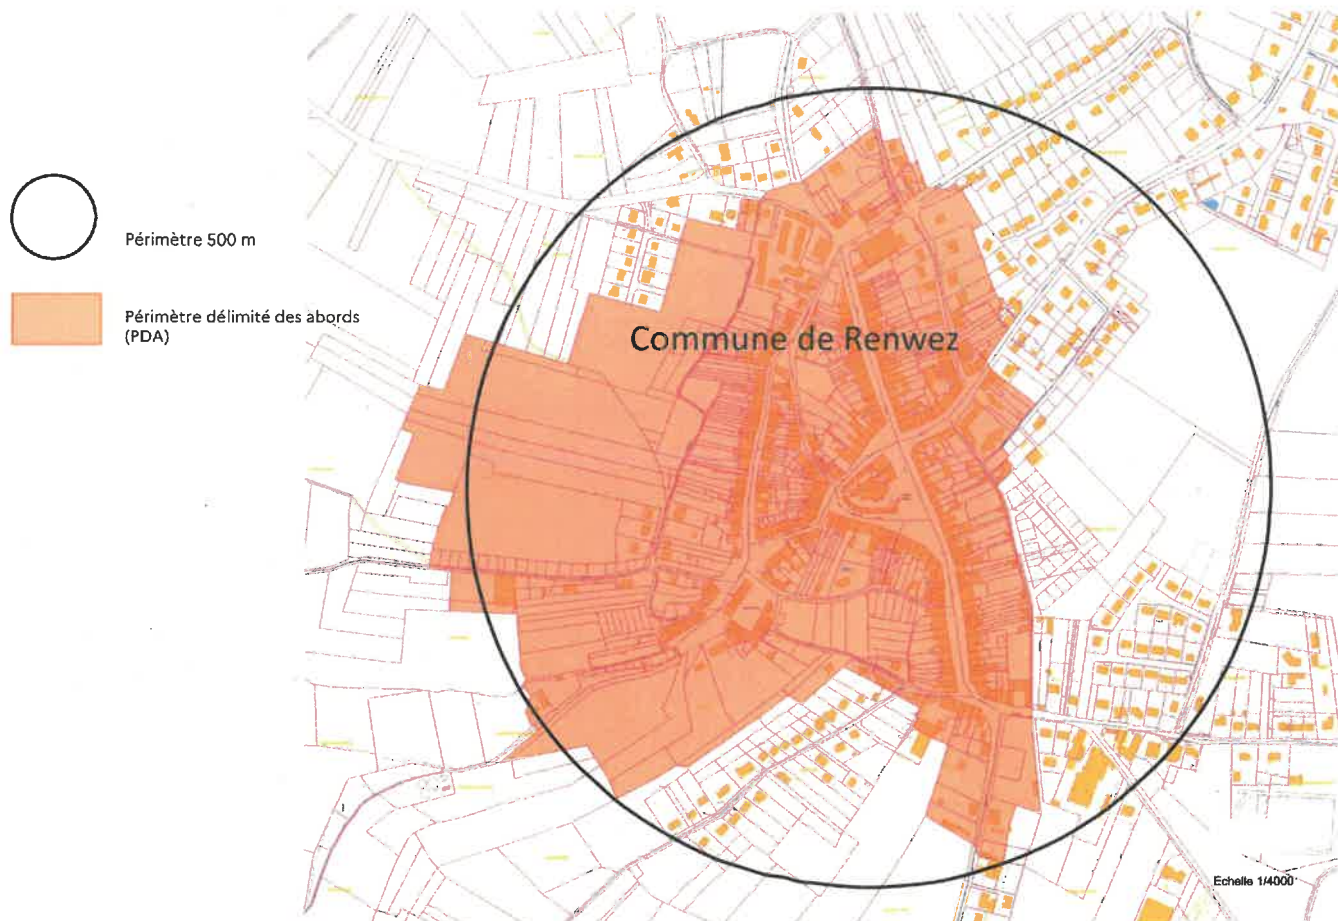 Périmètre 500 m
Périmètre délimité des abords
(PDA)
Commune de Renwez
Echelle 1/4000